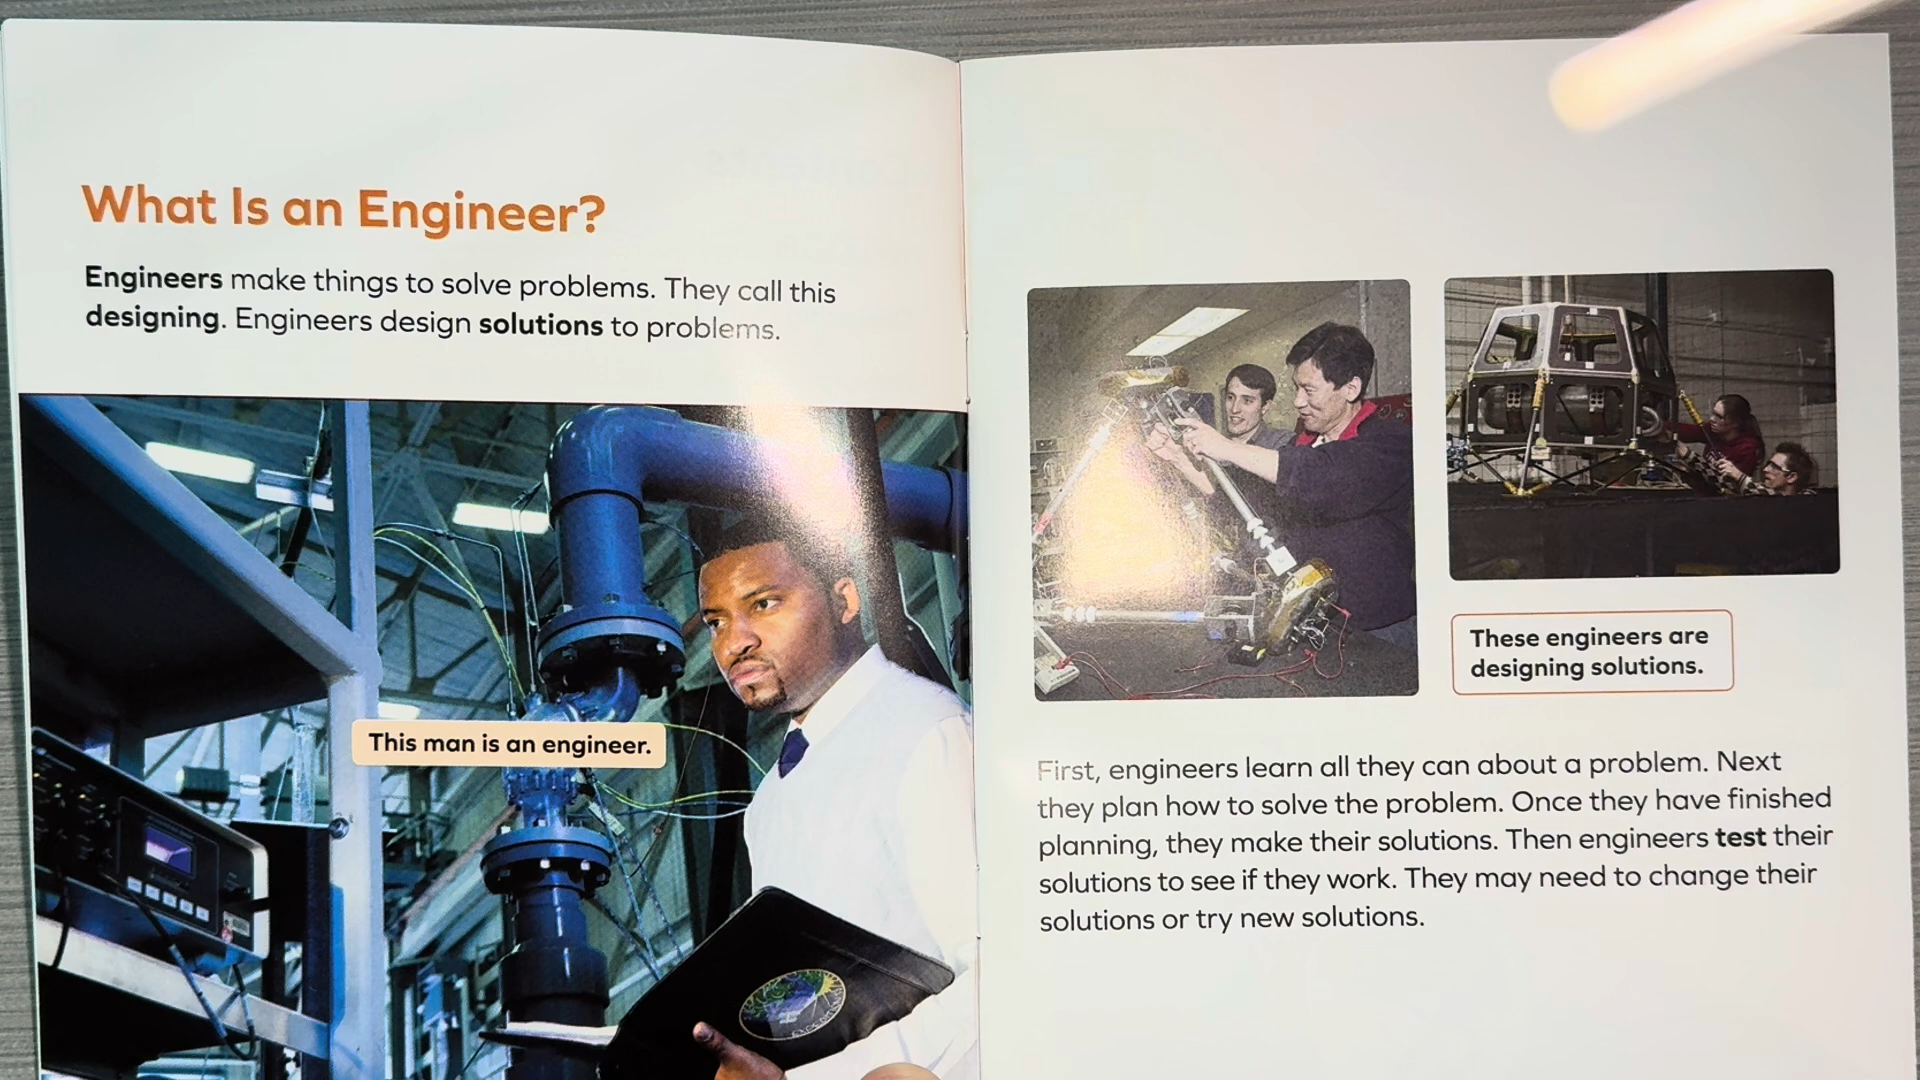 What Is an Engineer?
Engineers make things to solve problems. They call this
designing. Engineers design solutions to problems.
This man is an engineer.
These engineers are
designing solutions.
First, engineers learn all they can about a problem. Next
they plan how to solve the problem. Once they have finished
planning, they make their solutions. Then engineers test their
solutions to see if they work. They may need to change their
solutions or try new solutions.